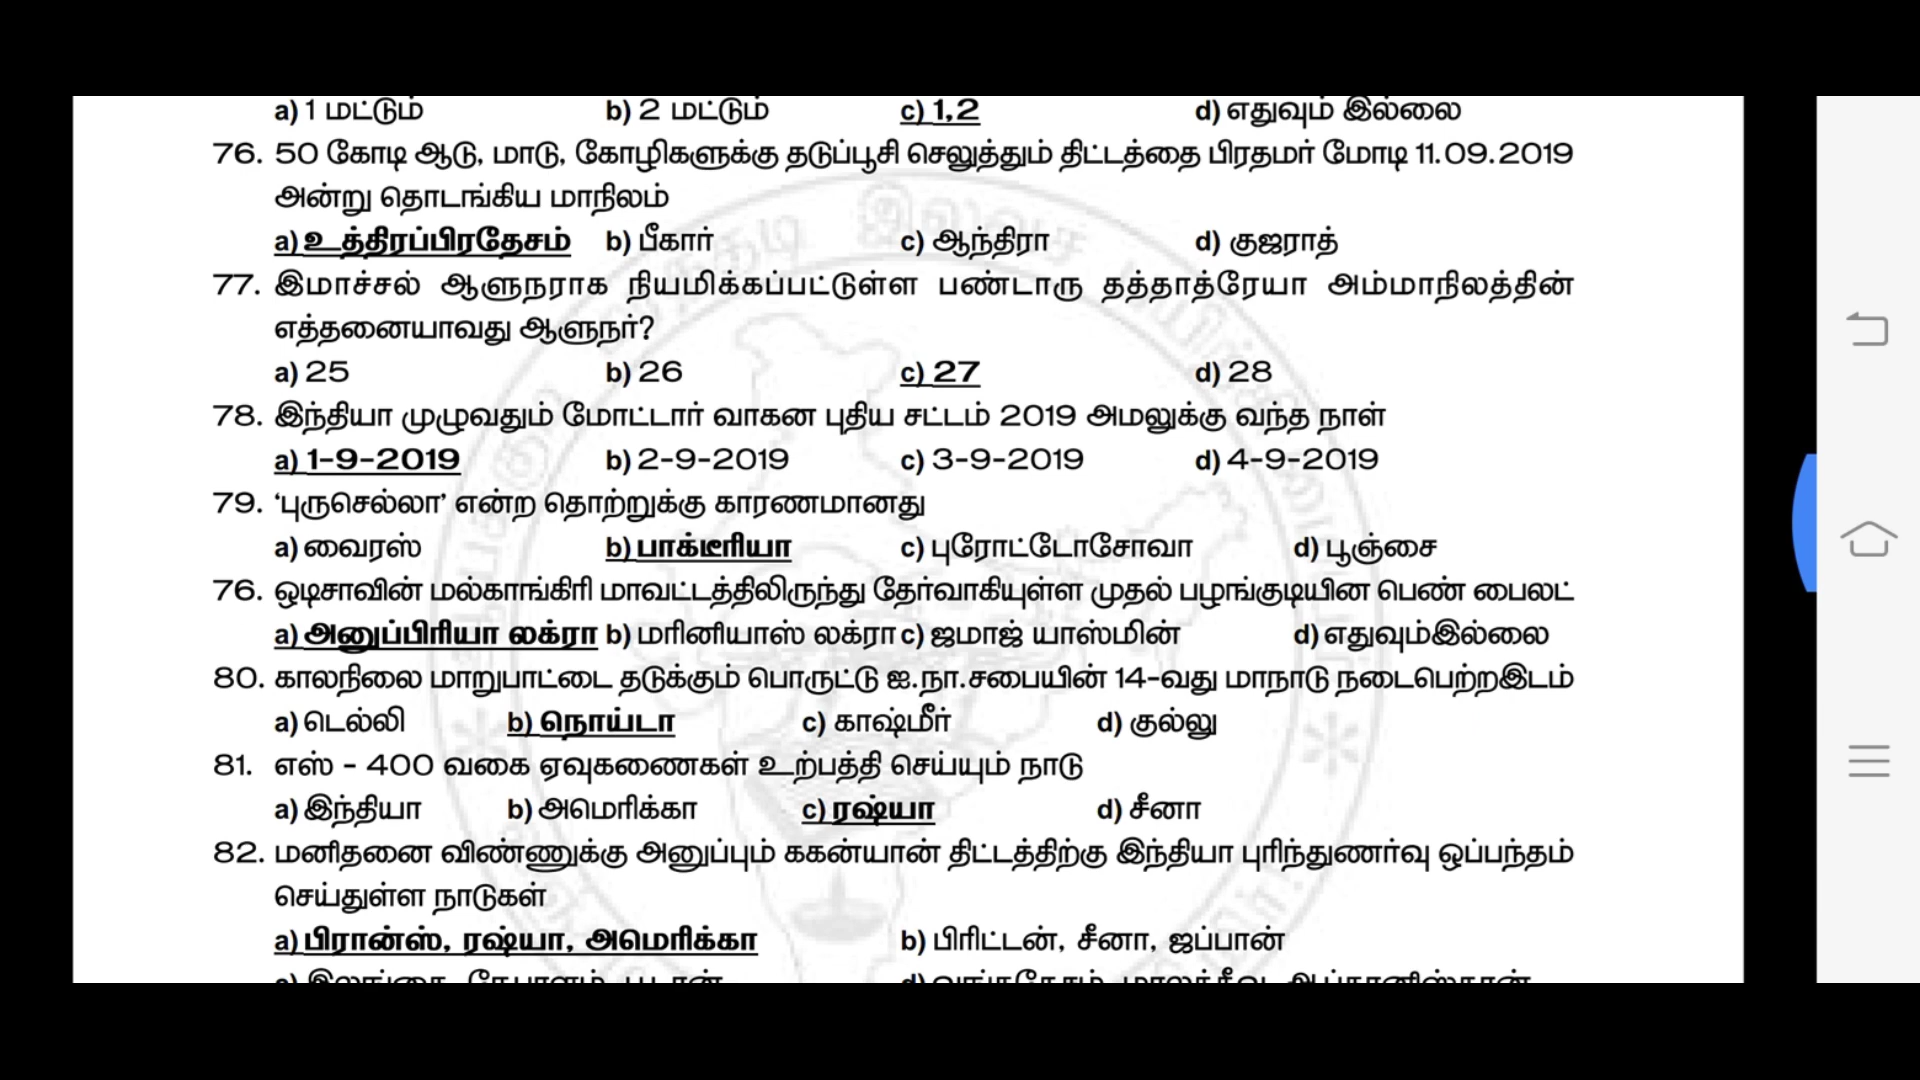 a) 1 மட்டும் b) 2 மட்டும் c) 1,2 d) எதுவும் இல்லை
76. 50 கோடி ஆடு, மாடு, கோழிகளுக்கு தடுப்பூசி செலுத்தும் திட்டத்தை பிரதமர் மோடி 11.09.2019
அன்று தொடங்கிய மாநிலம்
a) உத்திரப்பிரதேசம் b) பீகார் c) ஆந்திரா d) குஜராத்
77. இமாச்சல் ஆளுநராக நியமிக்கப்பட்டுள்ள பண்டாரு தத்தாத்ரேயா அம்மாநிலத்தின்
எத்தனையாவது ஆளுநர்?
a) 25 b) 26 c) 27 d) 28
78. இந்தியா முழுவதும் மோட்டார் வாகன புதிய சட்டம் 2019 அமலுக்கு வந்த நாள்
a) 1-9-2019 b) 2-9-2019 c) 3-9-2019 d) 4-9-2019
79. ‘புருசெல்லா’ என்ற தொற்றுக்கு காரணமானது
a) வைரஸ் b) பாக்டீரியா c) புரோட்டோசோவா d) பூஞ்சை
76. ஒடிசாவின் மல்காங்கிரி மாவட்டத்திலிருந்து தேர்வாகியுள்ள முதல் பழங்குடியின பெண் பைலட்
a) அனுப்பிரியா லக்ரா b) மரினியாஸ் லக்ரா c) ஜமாஜ் யாஸ்மின் d) எதுவும்இல்லை
80. காலநிலை மாறுபாட்டை தடுக்கும் பொருட்டு ஐ.நா.சபையின் 14-வது மாநாடு நடைபெற்றஇடம்
a) டெல்லி b) நொய்டா c) காஷ்மீர் d) குல்லு
81. எஸ் - 400 வகை ஏவுகணைகள் உற்பத்தி செய்யும் நாடு
a) இந்தியா b) அமெரிக்கா c) ரஷ்யா d) சீனா
82. மனிதனை விண்ணுக்கு அனுப்பும் ககன்யான் திட்டத்திற்கு இந்தியா புரிந்துணர்வு ஒப்பந்தம்
செய்துள்ள நாடுகள்
a) பிரான்ஸ், ரஷ்யா, அமெரிக்கா b) பிரிட்டன், சீனா, ஜப்பான்